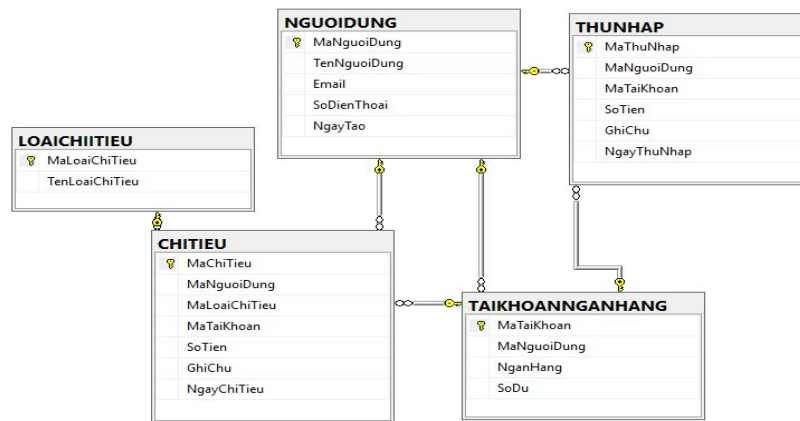 NGUOIDUNG
MaNguoiDung
TenNguoiDung
Email
SoDienThoai
NgayTao
THUNHAP
MaThuNhap
MaNguoiDung
MaTaiKhoan
SoTien
GhiChu
NgayThuNhap
LOAICHIITIEU
MaLoaiChiTieu
TenLoaiChiTieu
CHITIEU
MaChiTieu
MaNguoiDung
MaLoaiChiTieu
MaTaiKhoan
SoTien
GhiChu
NgayChiTieu
TAIKHOANNGANHANG
MaTaiKhoan
MaNguoiDung
NganHang
SoDu